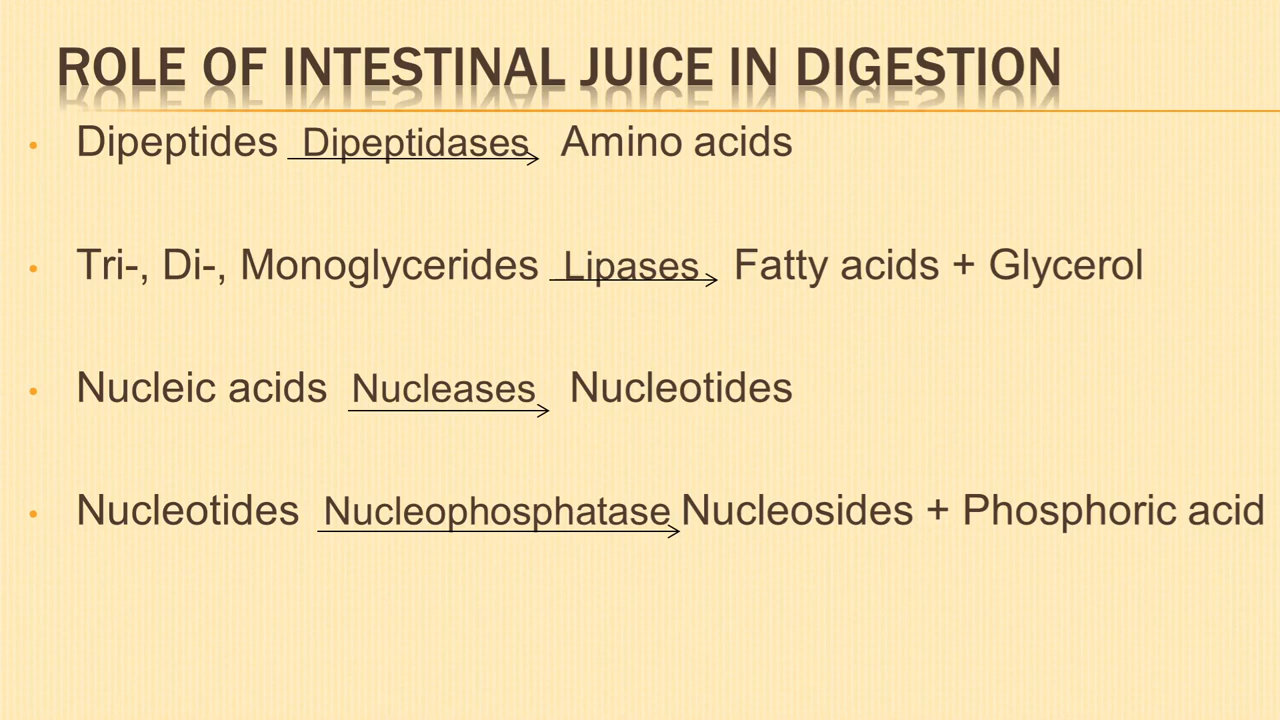 ROLE OF INTESTINAL JUICE IN DIGESTION
• Dipeptides Dipeptidases Amino acids
• Tri-, Di-, Monoglycerides Lipases Fatty acids + Glycerol
• Nucleic acids Nucleases Nucleotides
• Nucleotides Nucleophosphatase Nucleosides + Phosphoric acid